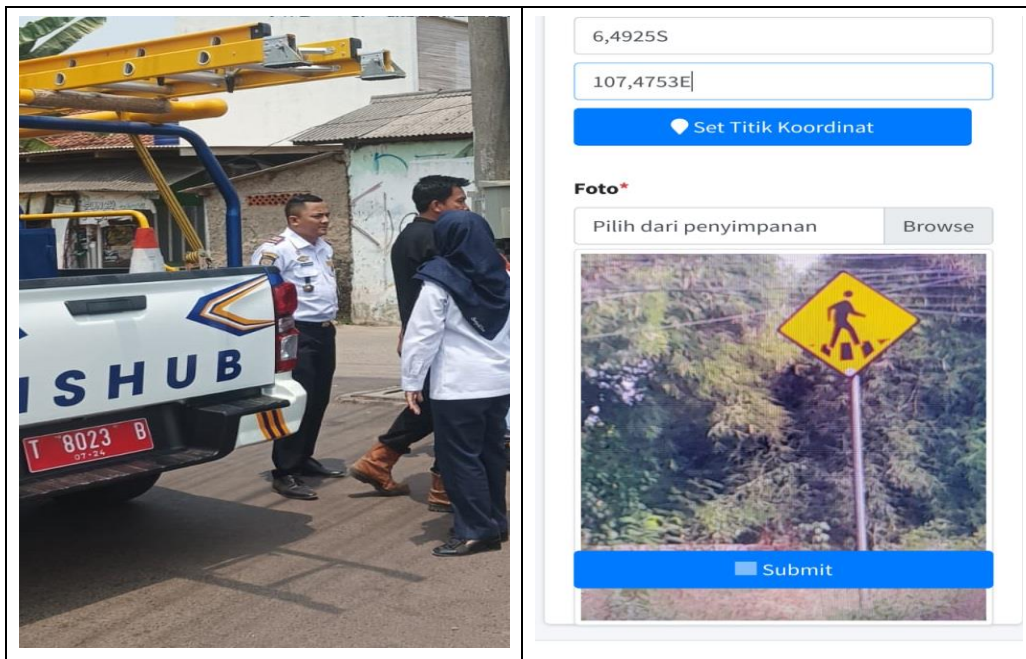 ISHUB
T 8023 B
07-24
6,4925S
107,4753E
Set Titik Koordinat
Foto*
Pilih dari penyimpanan
Browse
Submit